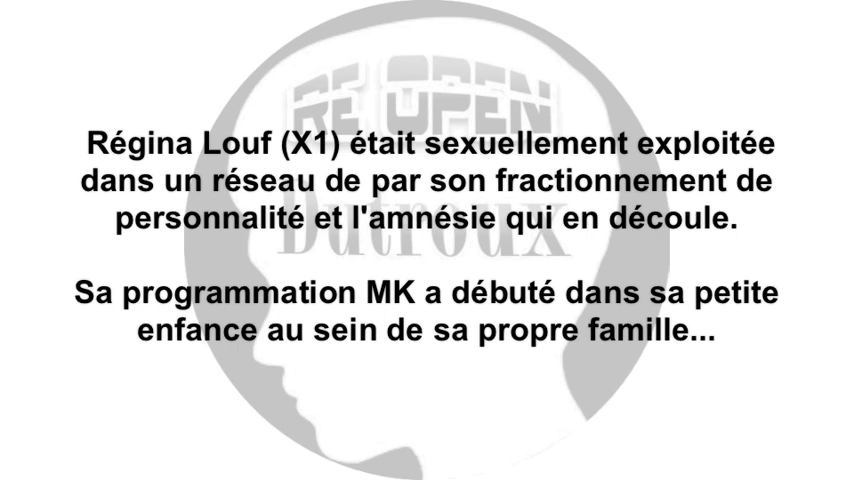 RE OPEN
Régina Louf (X1) était sexuellement exploitée
dans un réseau de par son fractionnement de
personnalité et l'amnésie qui en découle.
Dutroux
Sa programmation MK a débuté dans sa petite
enfance au sein de sa propre famille...